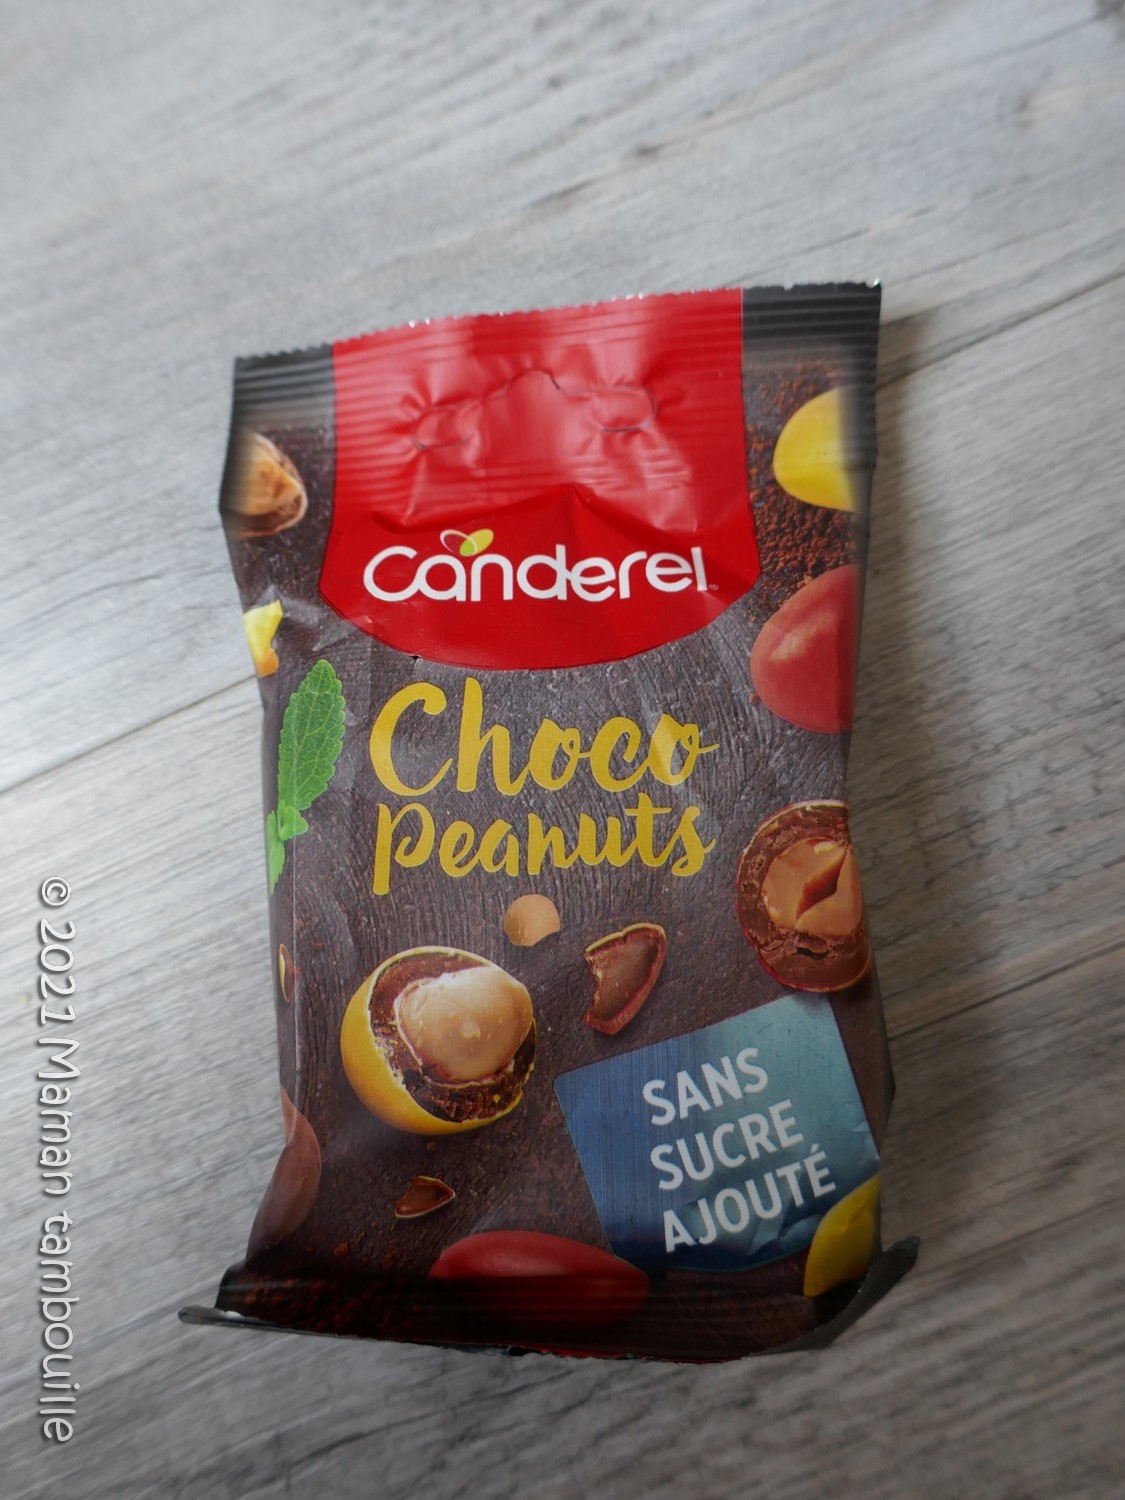 Canderel
Choco
Peanuts
SANS
SUCRE
AJOUTÉ
© 2021 Maman tambouille